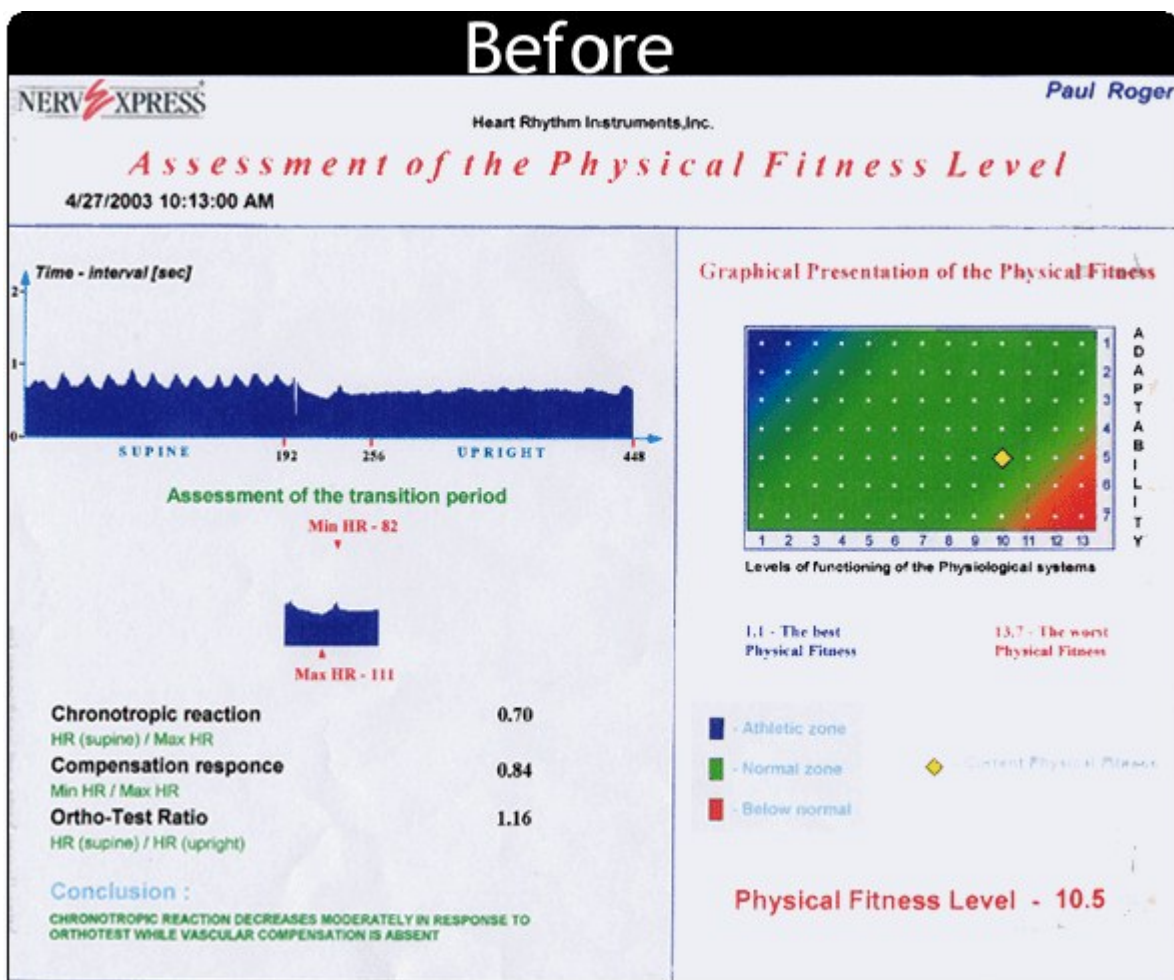 Before
NERVEXPRESS
Paul Roger
Heart Rhythm Instruments,Inc.
Assessment of the Physical Fitness Level
4/27/2003 10:13:00 AM
Time - interval [sec]
2
1
0
SUPINE
192
256
UPRIGHT
448
Assessment of the transition period
Min HR - 82
Max HR - 111
Chronotropic reaction 0.70
HR (supine) / Max HR
Compensation responce 0.84
Min HR / Max HR
Ortho-Test Ratio 1.16
HR (supine) / HR (upright)
Conclusion :
CHRONOTROPIC REACTION DECREASES MODERATELY IN RESPONSE TO
ORTHOTEST WHILE VASCULAR COMPENSATION IS ABSENT
Graphical Presentation of the Physical Fitness
1
2
3
4
5
6
7
ADAPTABILITY
1 2 3 4 5 6 7 8 9 10 11 12 13
Levels of functioning of the Physiological systems
1.1 - The best
Physical Fitness
13.7 - The worst
Physical Fitness
- Athletic zone
- Normal zone
- Below normal
- Current Physical Fitness
Physical Fitness Level - 10.5